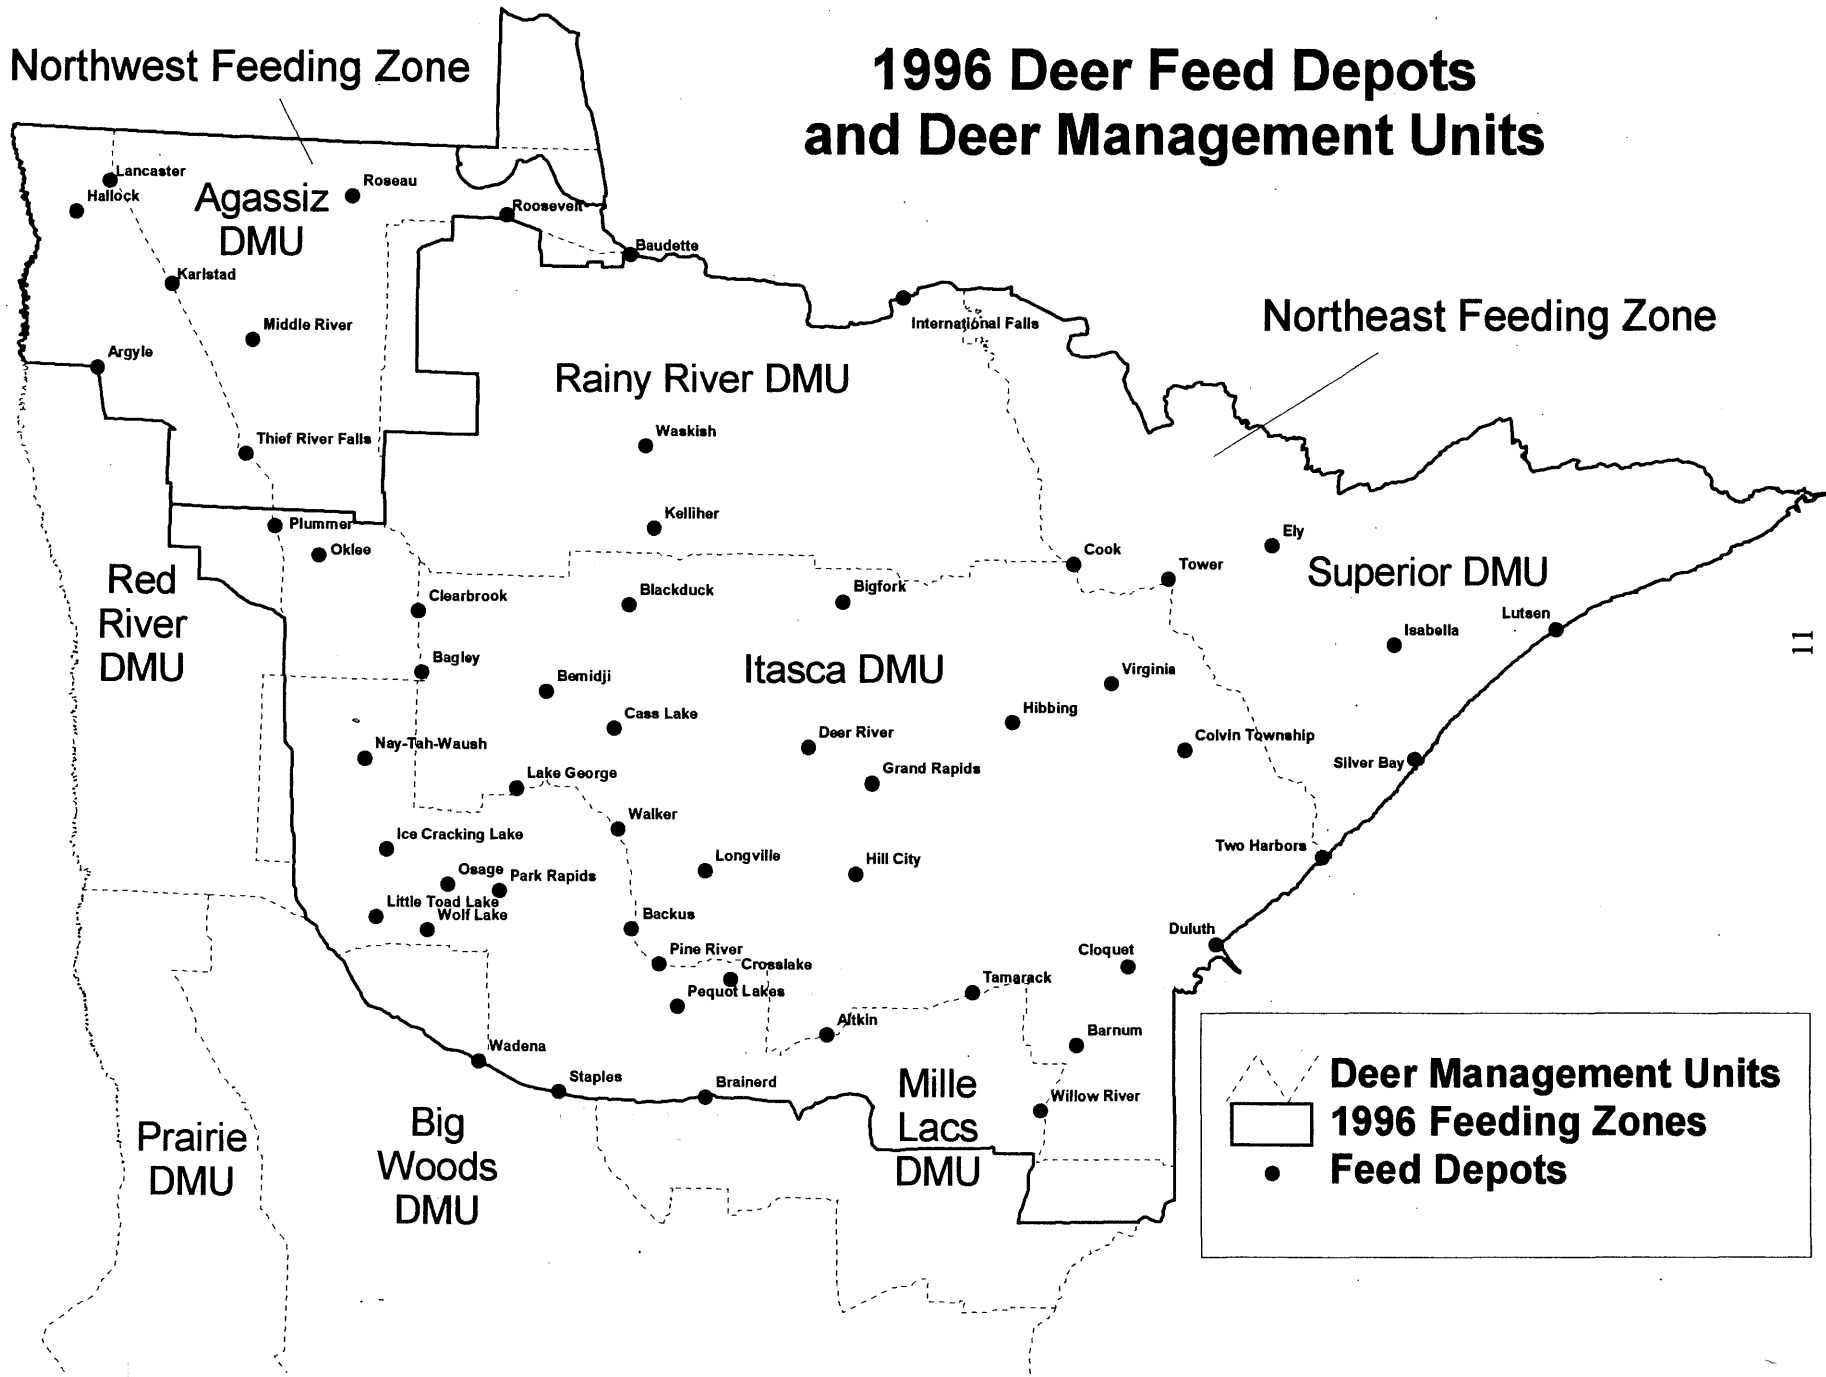 Northwest Feeding Zone
1996 Deer Feed Depots
and Deer Management Units
Lancaster
Hallock
Agassiz
DMU
Roseau
Roosevelt
Baudette
Karlstad
Middle River
Argyle
International Falls
Northeast Feeding Zone
Rainy River DMU
Thief River Falls
Waskish
Plummer
Oklee
Kelliher
Cook
Tower
Ely
Superior DMU
Red
River
DMU
Clearbrook
Blackduck
Bigfork
Lutsen
Isabella
11
Bagley
Bemidji
Itasca DMU
Virginia
Cass Lake
Hibbing
Nay-Tah-Waush
Deer River
Colvin Township
Silver Bay
Lake George
Grand Rapids
Walker
Ice Cracking Lake
Two Harbors
Longville
Hill City
Osage
Park Rapids
Little Toad Lake
Wolf Lake
Backus
Duluth
Pine River
Cloquet
Crosslake
Tamarack
Pequot Lakes
Aitkin
Barnum
Wadena
Staples
Brainerd
Mille
Lacs
DMU
Willow River
Prairie
DMU
Big
Woods
DMU
Deer Management Units
1996 Feeding Zones
Feed Depots